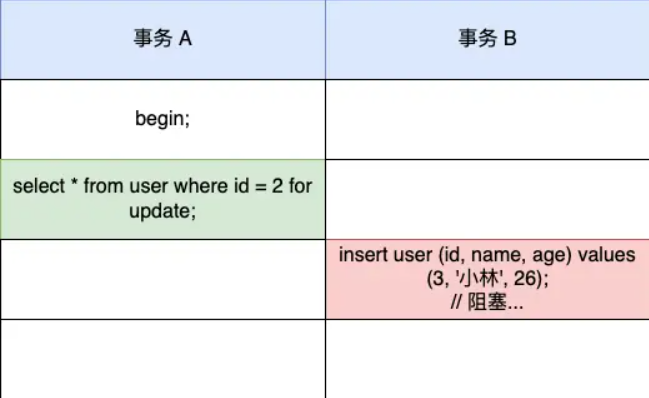 事务 A
事务 B
begin;
select * from user where id = 2 for
update;
insert user (id, name, age) values
(3, '小林', 26);
// 阻塞...